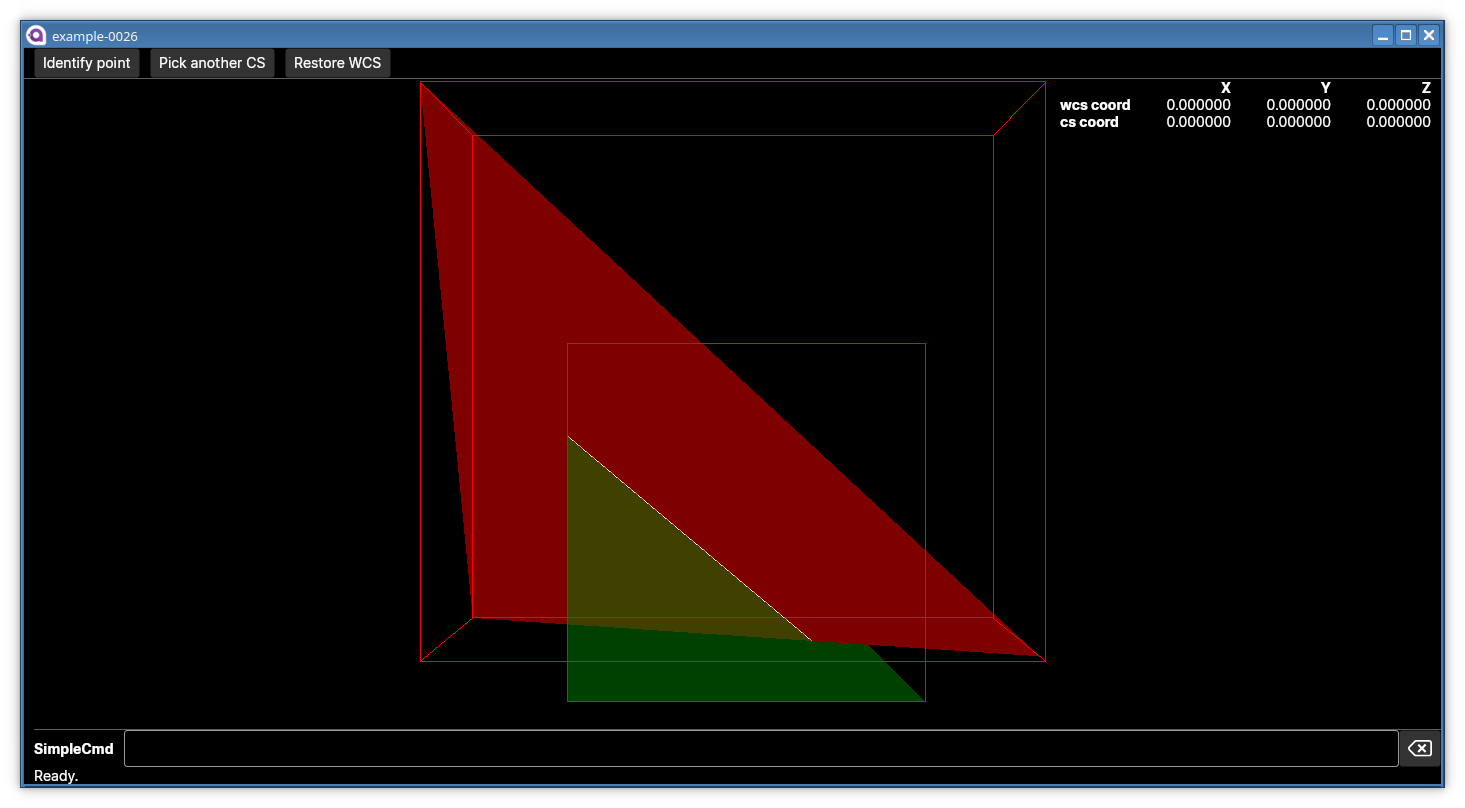 example-0026
Identify point Pick another CS Restore WCS
X Y Z
wcs coord 0.000000 0.000000 0.000000
cs coord 0.000000 0.000000 0.000000
SimpleCmd
Ready.